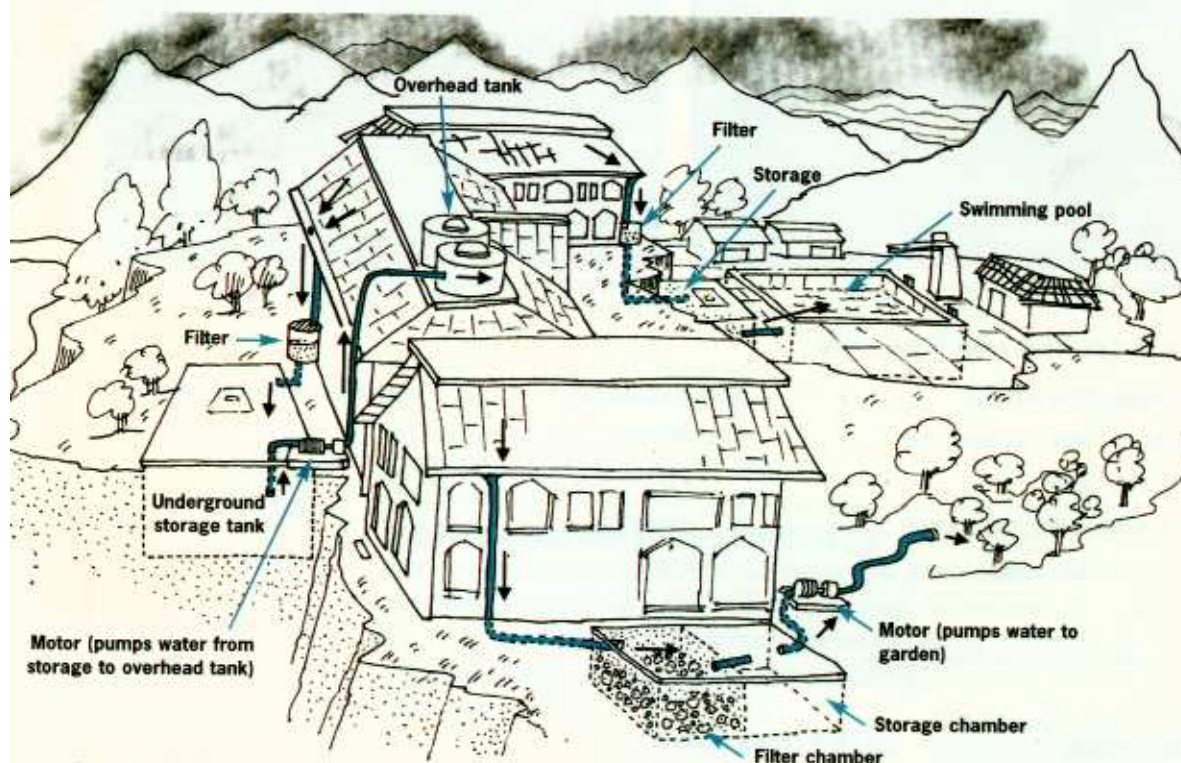 Overhead tank
Filter
Storage
Swimming pool
Filter
Underground
storage tank
Motor (pumps water from
storage to overhead tank)
Motor (pumps water to
garden)
Storage chamber
Filter chamber